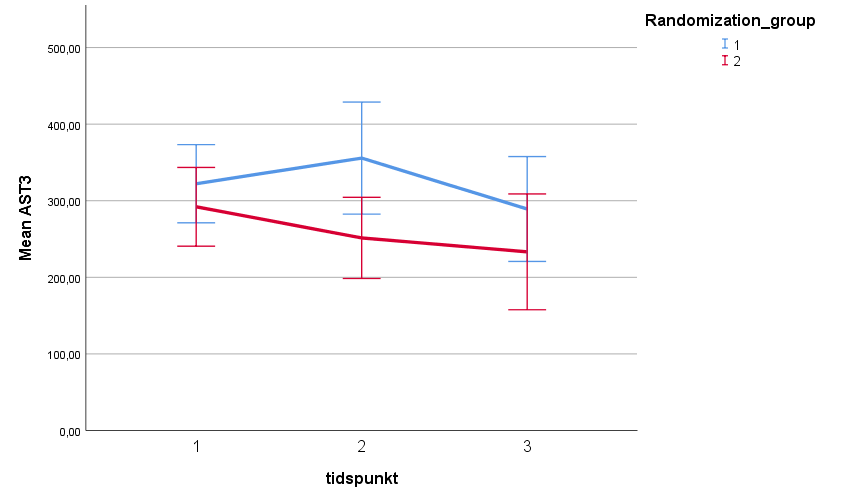 Randomization_group
1
2
Mean AST3
500,00
400,00
300,00
200,00
100,00
0,00
1 2 3
tidspunkt